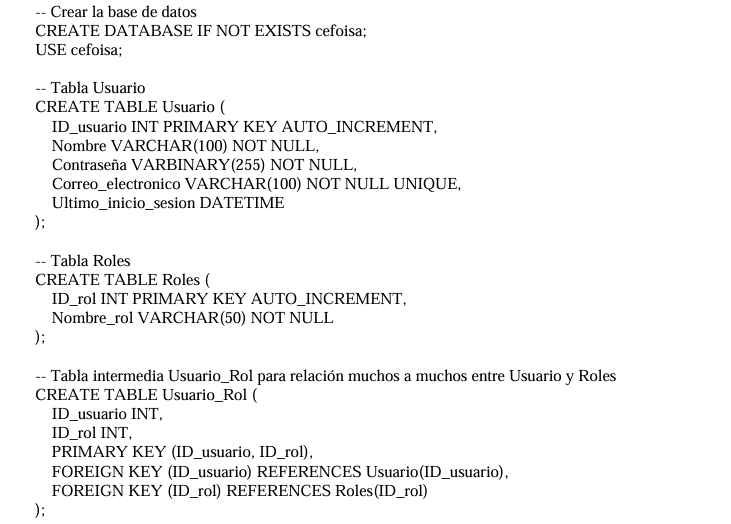 -- Crear la base de datos
CREATE DATABASE IF NOT EXISTS cefoisa;
USE cefoisa;
-- Tabla Usuario
CREATE TABLE Usuario (
ID_usuario INT PRIMARY KEY AUTO_INCREMENT,
Nombre VARCHAR(100) NOT NULL,
Contraseña VARBINARY(255) NOT NULL,
Correo_electronico VARCHAR(100) NOT NULL UNIQUE,
Ultimo_inicio_sesion DATETIME
);
-- Tabla Roles
CREATE TABLE Roles (
ID_rol INT PRIMARY KEY AUTO_INCREMENT,
Nombre_rol VARCHAR(50) NOT NULL
);
-- Tabla intermedia Usuario_Rol para relación muchos a muchos entre Usuario y Roles
CREATE TABLE Usuario_Rol (
ID_usuario INT,
ID_rol INT,
PRIMARY KEY (ID_usuario, ID_rol),
FOREIGN KEY (ID_usuario) REFERENCES Usuario(ID_usuario),
FOREIGN KEY (ID_rol) REFERENCES Roles(ID_rol)
);